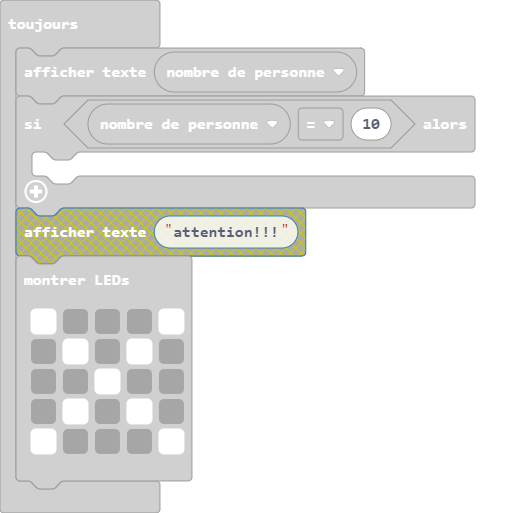 toujours
afficher texte nombre de personne
si nombre de personne = 10 alors
afficher texte "attention!!!"
montrer LEDs